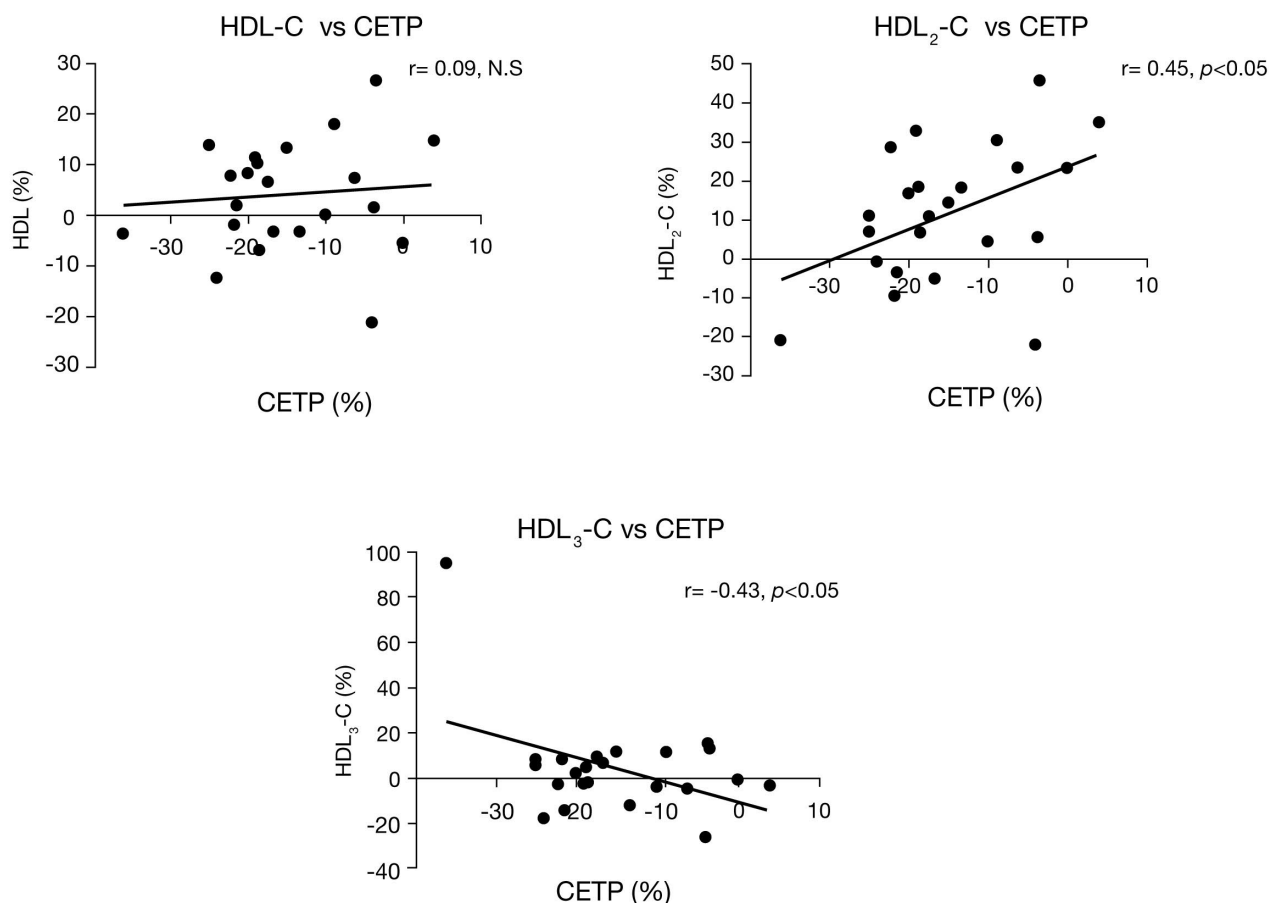 HDL-C vs CETP
r= 0.09, N.S
30
20
10
0
-10
-20
-30
HDL (%)
-30 -20 -10 0 10
CETP (%)
HDL2-C vs CETP
r= 0.45, p<0.05
50
40
30
20
10
0
-10
-20
-30
HDL2-C (%)
-30 -20 -10 0 10
CETP (%)
HDL3-C vs CETP
r= -0.43, p<0.05
100
80
60
40
20
0
-20
-40
HDL3-C (%)
-30 -20 -10 0 10
CETP (%)